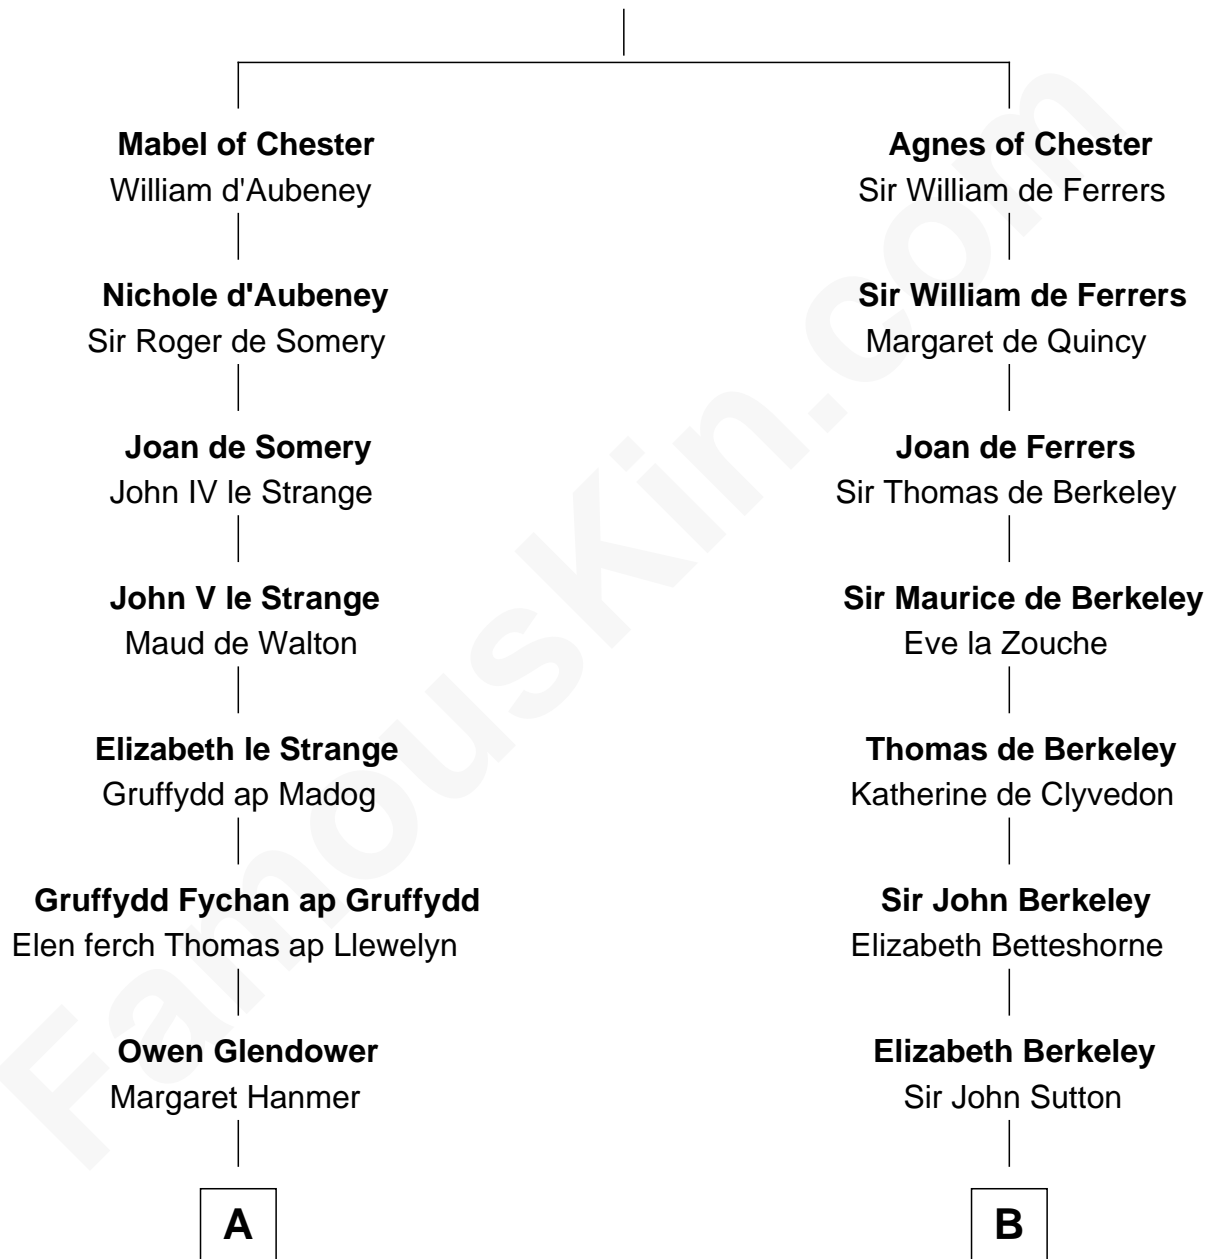 Mabel of Chester
William d'Aubeney
Nichole d'Aubeney
Sir Roger de Somery
Joan de Somery
John IV le Strange
John V le Strange
Maud de Walton
Elizabeth le Strange
Gruffydd ap Madog
Gruffydd Fychan ap Gruffydd
Elen ferch Thomas ap Llewelyn
Owen Glendower
Margaret Hanmer
A
Agnes of Chester
Sir William de Ferrers
Sir William de Ferrers
Margaret de Quincy
Joan de Ferrers
Sir Thomas de Berkeley
Sir Maurice de Berkeley
Eve la Zouche
Thomas de Berkeley
Katherine de Clyvedon
Sir John Berkeley
Elizabeth Betteshorne
Elizabeth Berkeley
Sir John Sutton
B
FamousKin.com